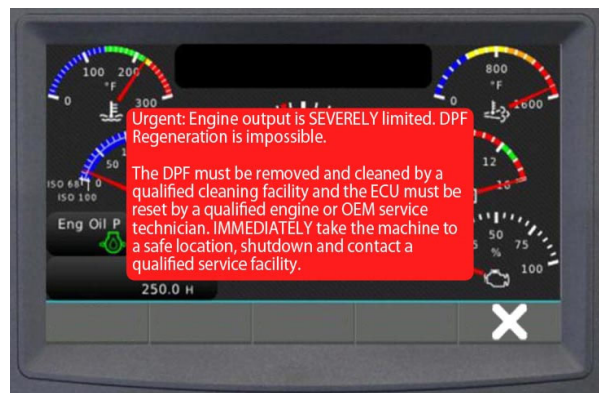 100 200
800
°F
°F
0
300
0
1600
Urgent: Engine output is SEVERELY limited. DPF
Regeneration is impossible.
The DPF must be removed and cleaned by a
qualified cleaning facility and the ECU must be
reset by a qualified engine or OEM service
technician. IMMEDIATELY take the machine to
a safe location, shutdown and contact a
qualified service facility.
50
12
ISO 68
0
16
ISO 100
Eng Oil P
50
75
%
100
250.0 H